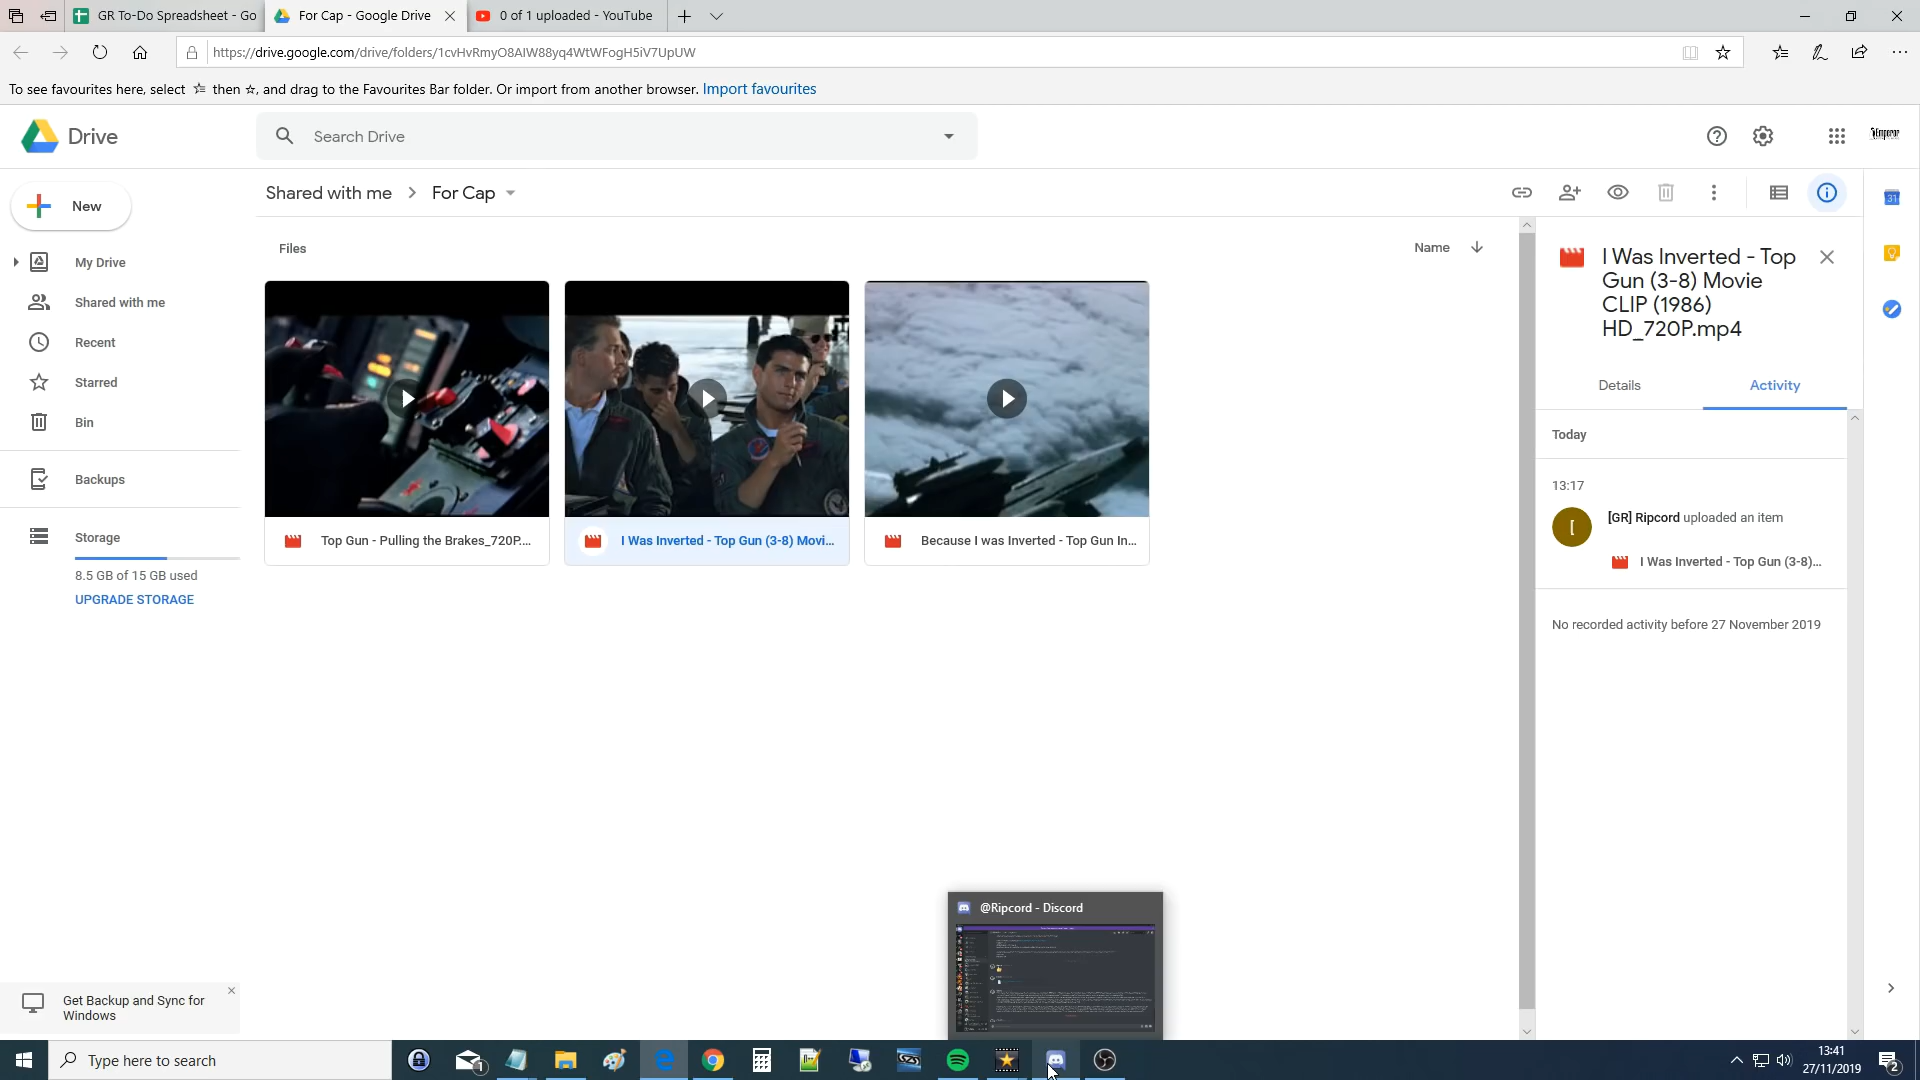 GR To-Do Spreadsheet - Go
For Cap - Google Drive
0 of 1 uploaded - YouTube
https://drive.google.com/drive/folders/1cvHvRmyO8AIW88yq4WtWFogH5iV7UpUW
To see favourites here, select then , and drag to the Favourites Bar folder. Or import from another browser. Import favourites
Drive
Search Drive
New
Shared with me
For Cap
My Drive
Shared with me
Recent
Starred
Bin
Backups
Storage
8.5 GB of 15 GB used
UPGRADE STORAGE
Files
Name
Top Gun - Pulling the Brakes_720P....
I Was Inverted - Top Gun (3-8) Movi...
Because I was Inverted - Top Gun In...
I Was Inverted - Top
Gun (3-8) Movie
CLIP (1986)
HD_720P.mp4
Details
Activity
Today
13:17
[
[GR] Ripcord uploaded an item
I Was Inverted - Top Gun (3-8)...
No recorded activity before 27 November 2019
31
Get Backup and Sync for
Windows
@Ripcord - Discord
Type here to search
1
13:41
27/11/2019
2